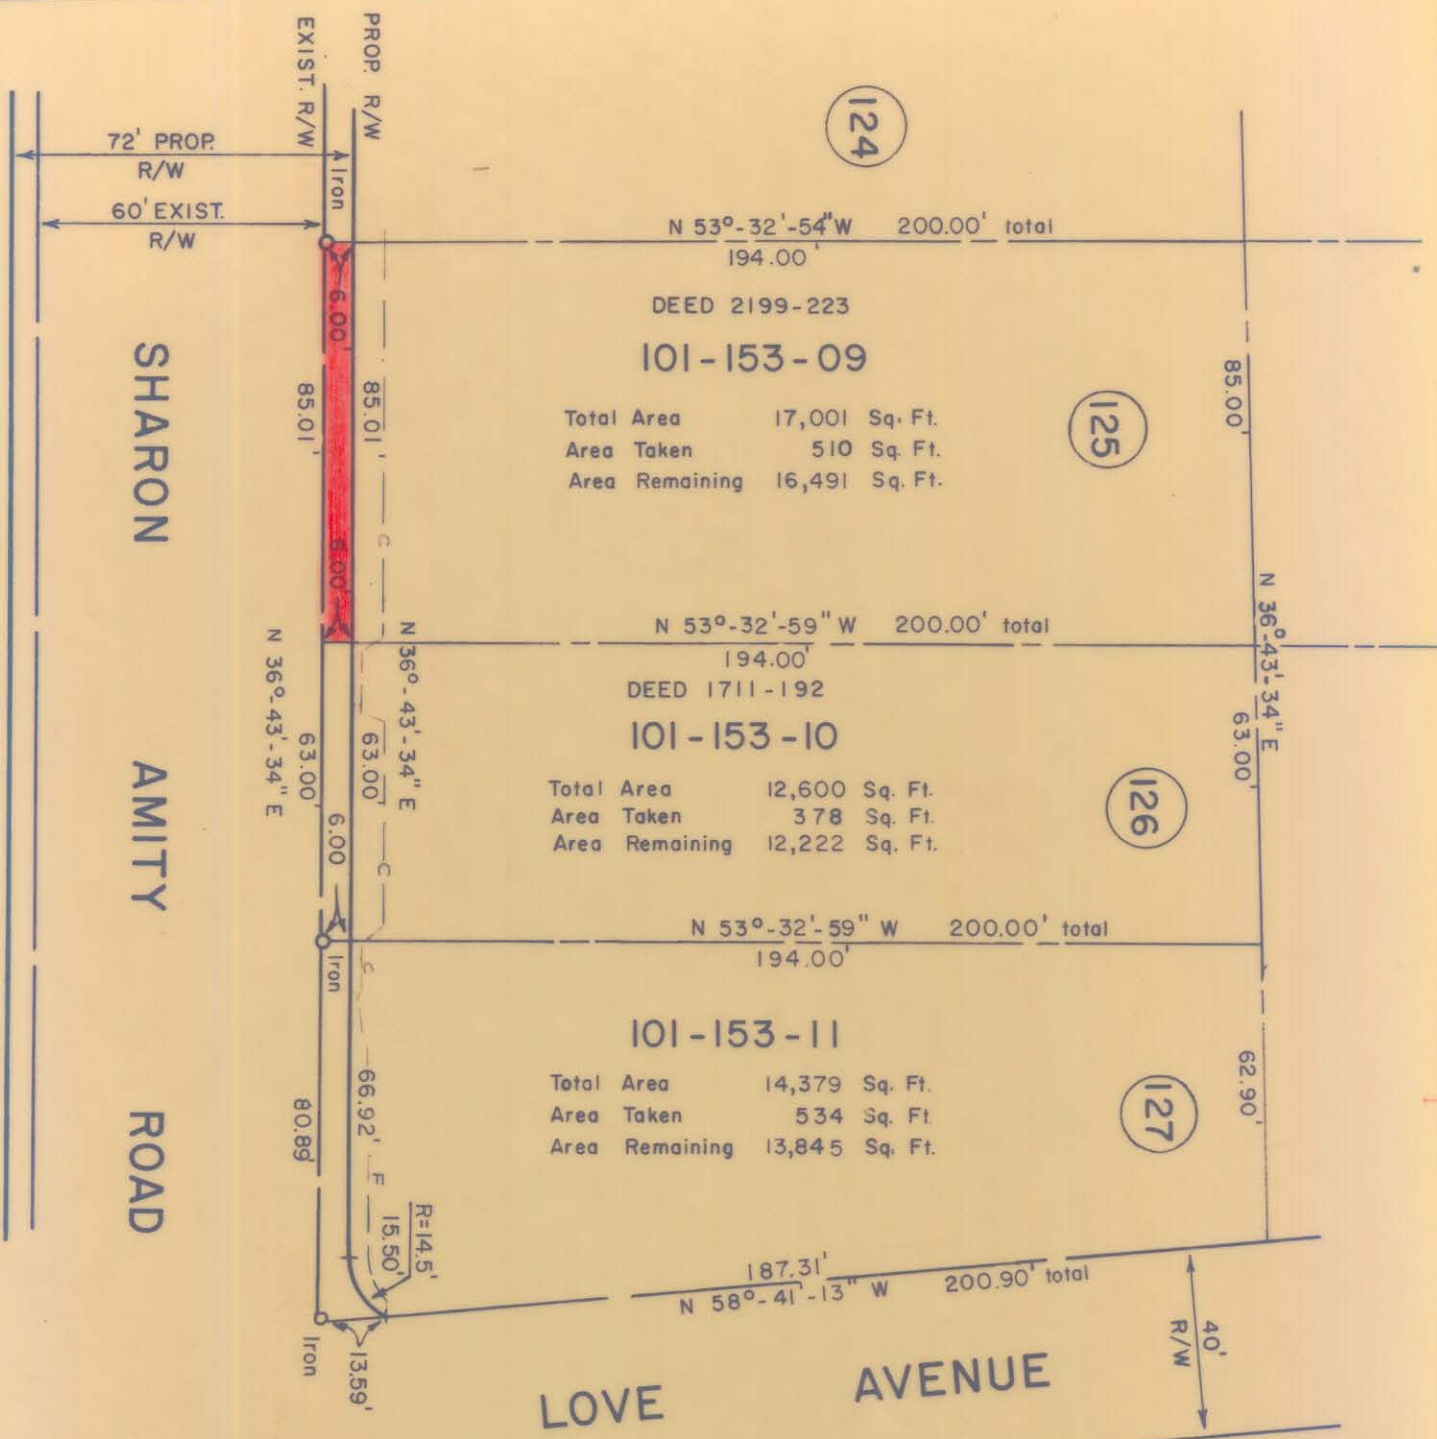 PROP. R/W
EXIST. R/W
72' PROP.
R/W
60' EXIST.
R/W
Iron
124
N 53°-32'-54"W 200.00' total
194.00'
DEED 2199-223
101-153-09
Total Area 17,001 Sq. Ft.
Area Taken 510 Sq. Ft.
Area Remaining 16,491 Sq. Ft.
125
85.00'
6.00'
85.01'
85.01'
C
6.00'
N 36°-43'-34" E
N 53°-32'-59" W 200.00' total
194.00'
DEED 1711-192
101-153-10
Total Area 12,600 Sq. Ft.
Area Taken 378 Sq. Ft.
Area Remaining 12,222 Sq. Ft.
126
63.00'
N 36°-43'-34" E
63.00'
N 36°-43'-34" E
63.00'
6.00
C
N 53°-32'-59" W 200.00' total
194.00'
Iron
C
101-153-11
Total Area 14,379 Sq. Ft.
Area Taken 534 Sq. Ft.
Area Remaining 13,845 Sq. Ft.
127
62.90'
66.92'
F
80.89'
R=14.5'
15.50'
187.31'
N 58°-41'-13" W 200.90' total
13.59'
Iron
40'
R/W
SHARON AMITY ROAD
LOVE AVENUE